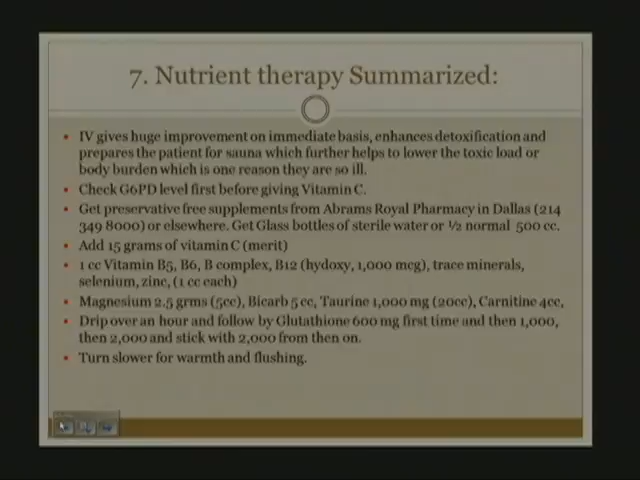 7. Nutrient therapy Summarized:
IV gives huge improvement on immediate basis, enhances detoxification and
prepares the patient for sauna which further helps to lower the toxic load or
body burden which is one reason they are so ill.
Check G6PD level first before giving Vitamin C.
Get preservative free supplements from Abrams Royal Pharmacy in Dallas (214
349 8000) or elsewhere. Get Glass bottles of sterile water or ½ normal 500 cc.
Add 15 grams of vitamin C (merit)
1 cc Vitamin B5, B6, B complex, B12 (hydoxy, 1,000 mcg), trace minerals,
selenium, zinc, (1 cc each)
Magnesium 2.5 grms (5cc), Bicarb 5 cc, Taurine 1,000 mg (20cc), Carnitine 4cc,
Drip over an hour and follow by Glutathione 600 mg first time and then 1,000,
then 2,000 and stick with 2,000 from then on.
Turn slower for warmth and flushing.